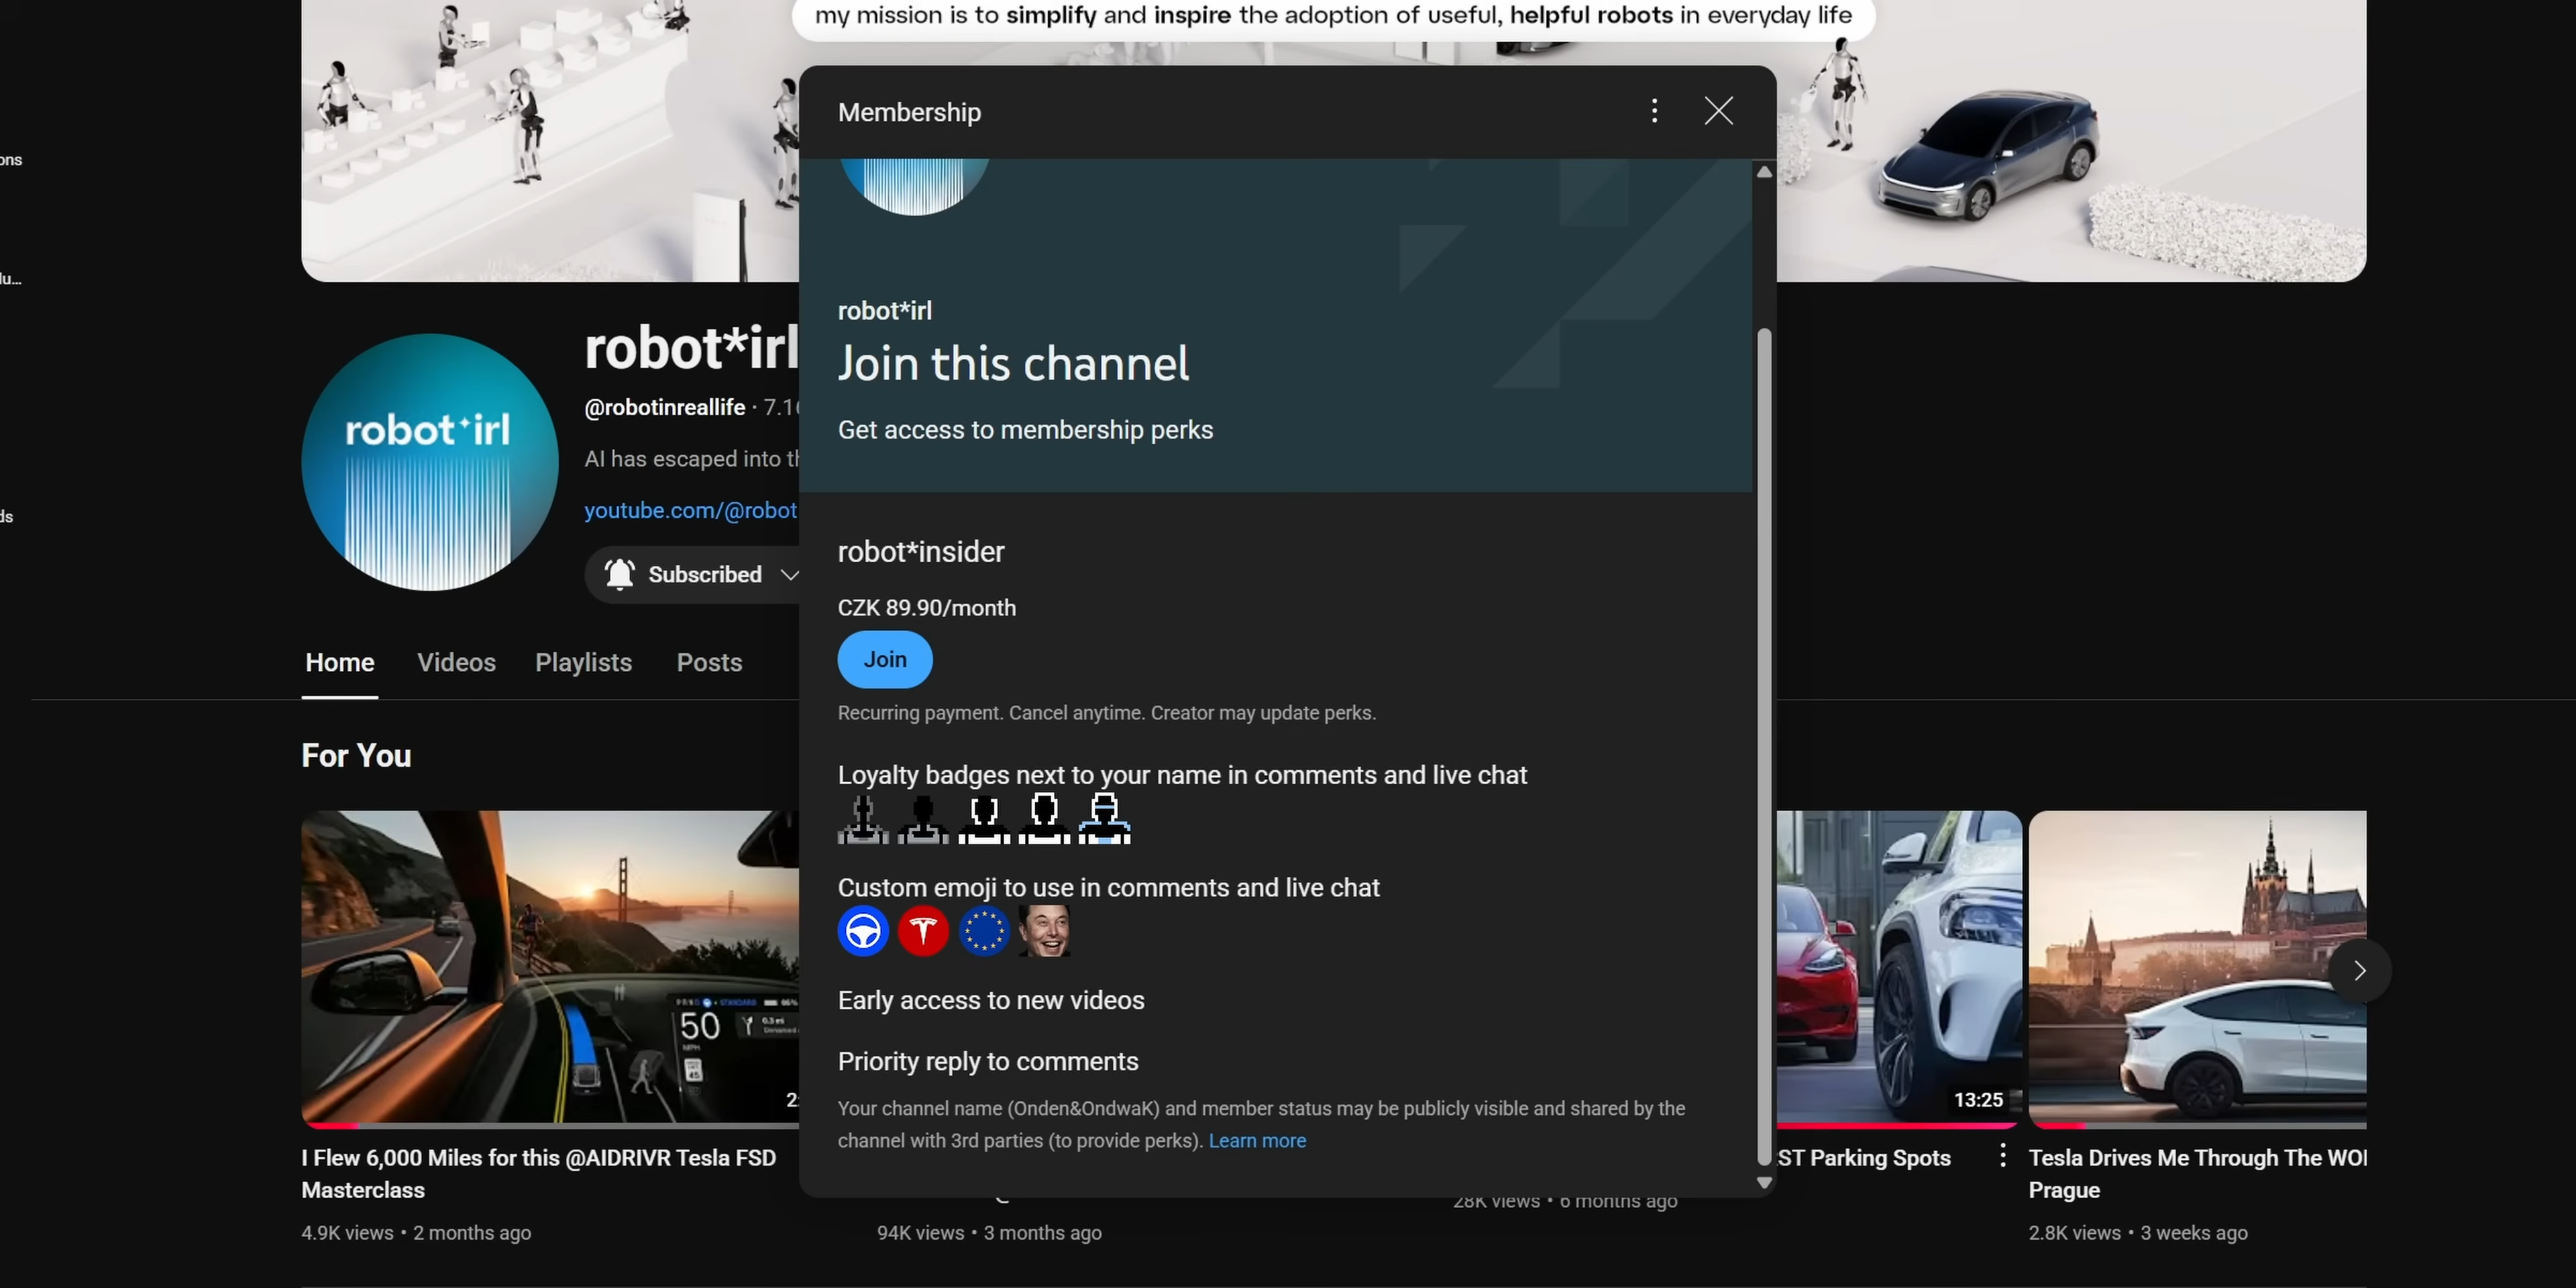 my mission is to simplify and inspire the adoption of useful, helpful robots in everyday life
Membership
robot*irl
Join this channel
Get access to membership perks
robot*insider
CZK 89.90/month
Join
Recurring payment. Cancel anytime. Creator may update perks.
Loyalty badges next to your name in comments and live chat
Custom emoji to use in comments and live chat
Early access to new videos
Priority reply to comments
Your channel name (Onden&OndwaK) and member status may be publicly visible and shared by the
channel with 3rd parties (to provide perks). Learn more
robot*irl
robot*irl
@robotinreallife · 7.1
AI has escaped into
youtube.com/@robot
Subscribed
Home Videos Playlists Posts
For You
50
MPH
45
STANDARD
13:25
I Flew 6,000 Miles for this @AIDRIVR Tesla FSD
Masterclass
4.9K views • 2 months ago
94K views • 3 months ago
ST Parking Spots
28K views • 6 months ago
Tesla Drives Me Through The
Prague
2.8K views • 3 weeks ago